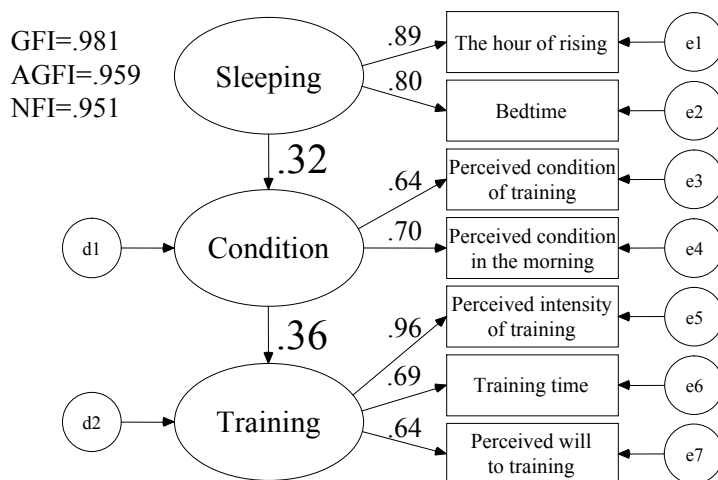 GFI=.981
AGFI=.959
NFI=.951
Sleeping
.89
The hour of rising
e1
.80
Bedtime
e2
.32
d1
Condition
.64
Perceived condition
of training
e3
.70
Perceived condition
in the morning
e4
.36
d2
Training
.96
Perceived intensity
of training
e5
.69
Training time
e6
.64
Perceived will
to training
e7